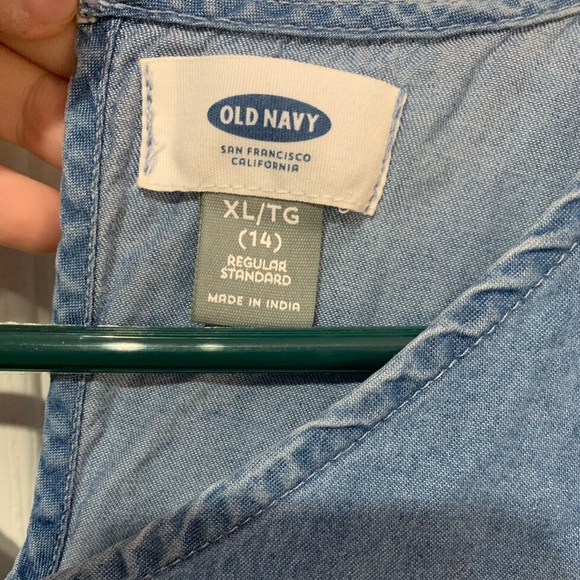 OLD NAVY
SAN FRANCISCO
CALIFORNIA
XL/TG
(14)
REGULAR
STANDARD
MADE IN INDIA